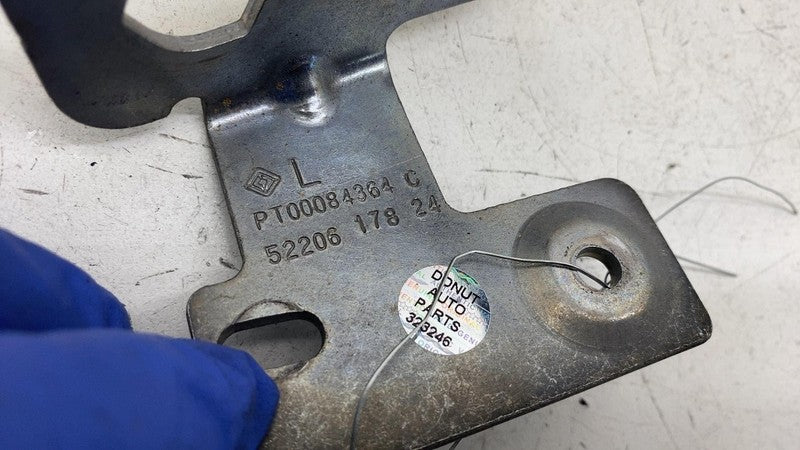 L
PT00084364 C
52206 178 24
DONUT
AUTO
PARTS
323246